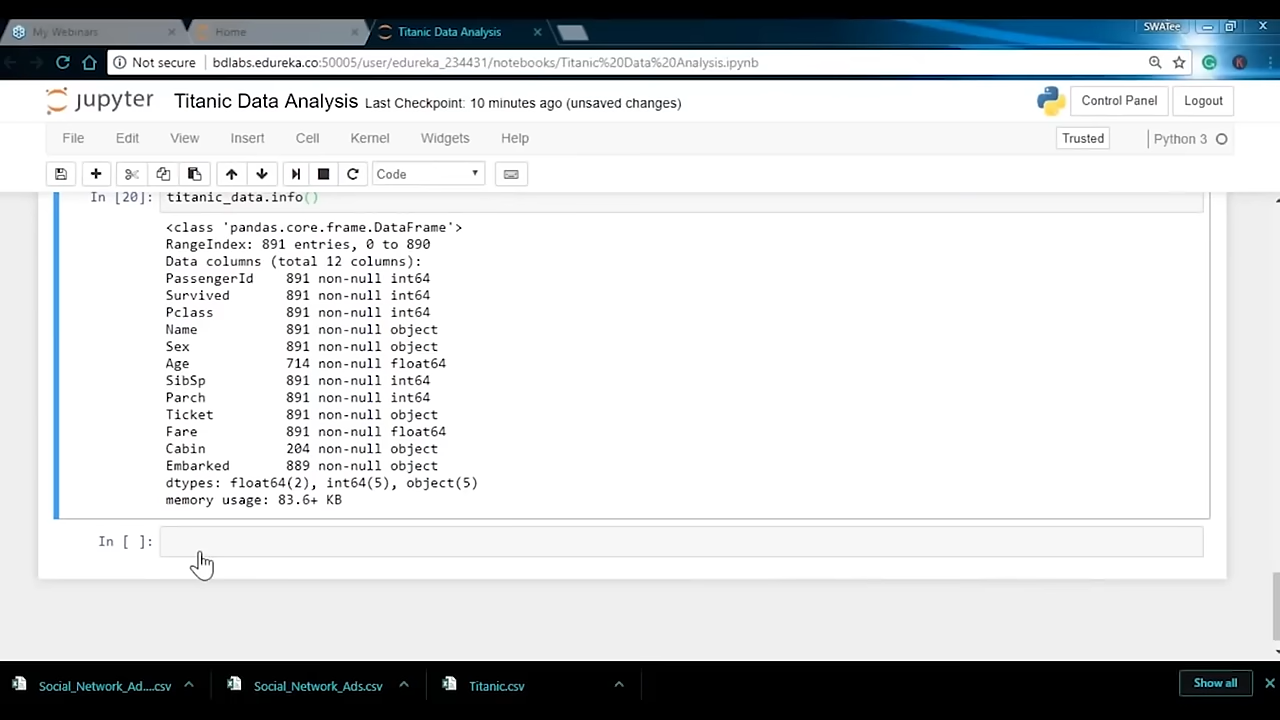 My Webinars
Home
Titanic Data Analysis
SWATee
Not secure
bdlabs.edureka.co:50005/user/edureka_234431/notebooks/Titanic%20Data%20Analysis.ipynb
jupyter Titanic Data Analysis Last Checkpoint: 10 minutes ago (unsaved changes)
Control Panel
Logout
File Edit View Insert Cell Kernel Widgets Help
Trusted
Python 3
Code
In [20]: titanic_data.info()
<class 'pandas.core.frame.DataFrame'>
RangeIndex: 891 entries, 0 to 890
Data columns (total 12 columns):
PassengerId 891 non-null int64
Survived 891 non-null int64
Pclass 891 non-null int64
Name 891 non-null object
Sex 891 non-null object
Age 714 non-null float64
SibSp 891 non-null int64
Parch 891 non-null int64
Ticket 891 non-null object
Fare 891 non-null float64
Cabin 204 non-null object
Embarked 889 non-null object
dtypes: float64(2), int64(5), object(5)
memory usage: 83.6+ KB
In [ ]:
Social_Network_Ad....csv
Social_Network_Ads.csv
Titanic.csv
Show all